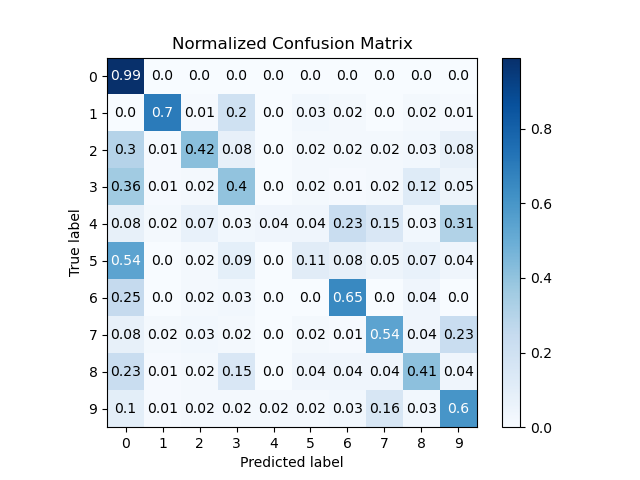 Normalized Confusion Matrix
0 0.99 0.0 0.0 0.0 0.0 0.0 0.0 0.0 0.0 0.0
1 0.0 0.7 0.01 0.2 0.0 0.03 0.02 0.0 0.02 0.01
2 0.3 0.01 0.42 0.08 0.0 0.02 0.02 0.02 0.03 0.08
3 0.36 0.01 0.02 0.4 0.0 0.02 0.01 0.02 0.12 0.05
4 0.08 0.02 0.07 0.03 0.04 0.04 0.23 0.15 0.03 0.31
5 0.54 0.0 0.02 0.09 0.0 0.11 0.08 0.05 0.07 0.04
6 0.25 0.0 0.02 0.03 0.0 0.0 0.65 0.0 0.04 0.0
7 0.08 0.02 0.03 0.02 0.0 0.02 0.01 0.54 0.04 0.23
8 0.23 0.01 0.02 0.15 0.0 0.04 0.04 0.04 0.41 0.04
9 0.1 0.01 0.02 0.02 0.02 0.02 0.03 0.16 0.03 0.6
0 1 2 3 4 5 6 7 8 9
Predicted label
True label
0.8
0.6
0.4
0.2
0.0